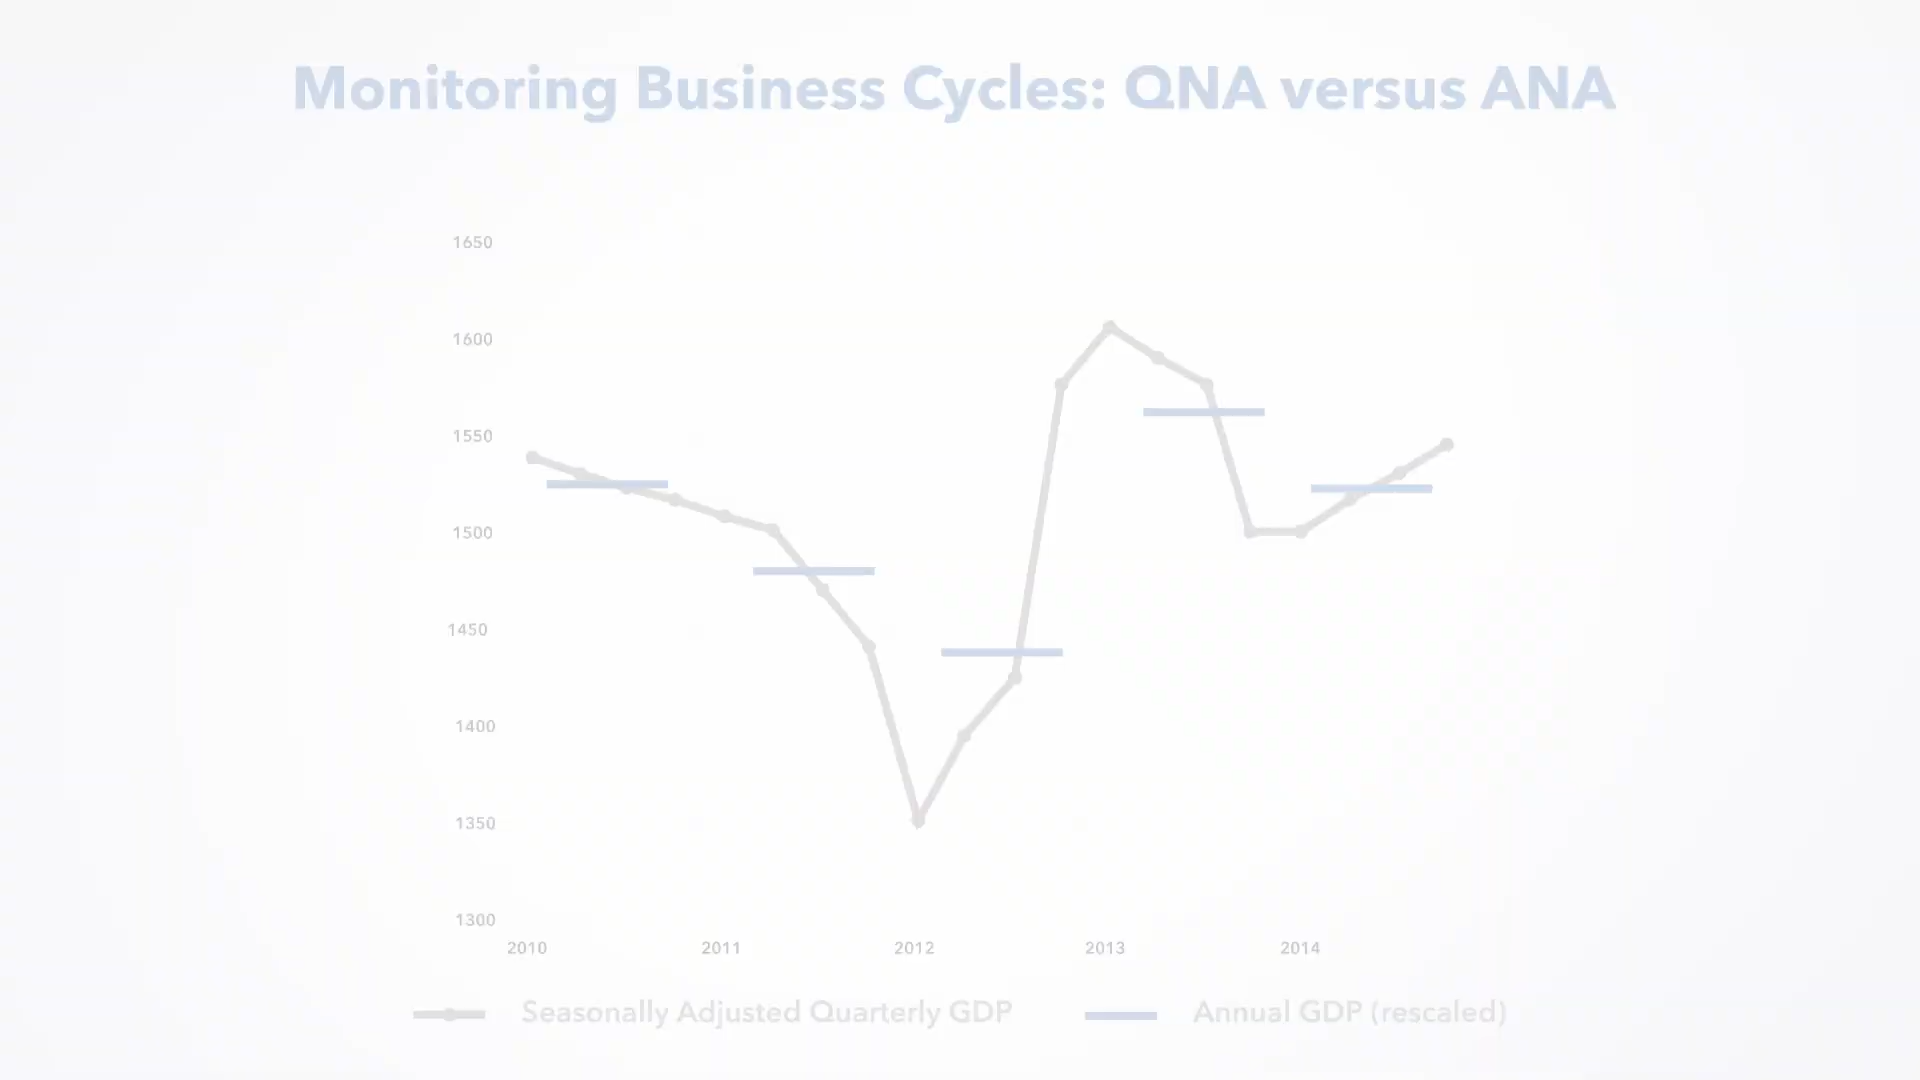 Monitoring Business Cycles: QNA versus ANA
1650
1600
1550
1500
1450
1400
1350
1300
2010 2011 2012 2013 2014
Seasonally Adjusted Quarterly GDP Annual GDP (rescaled)